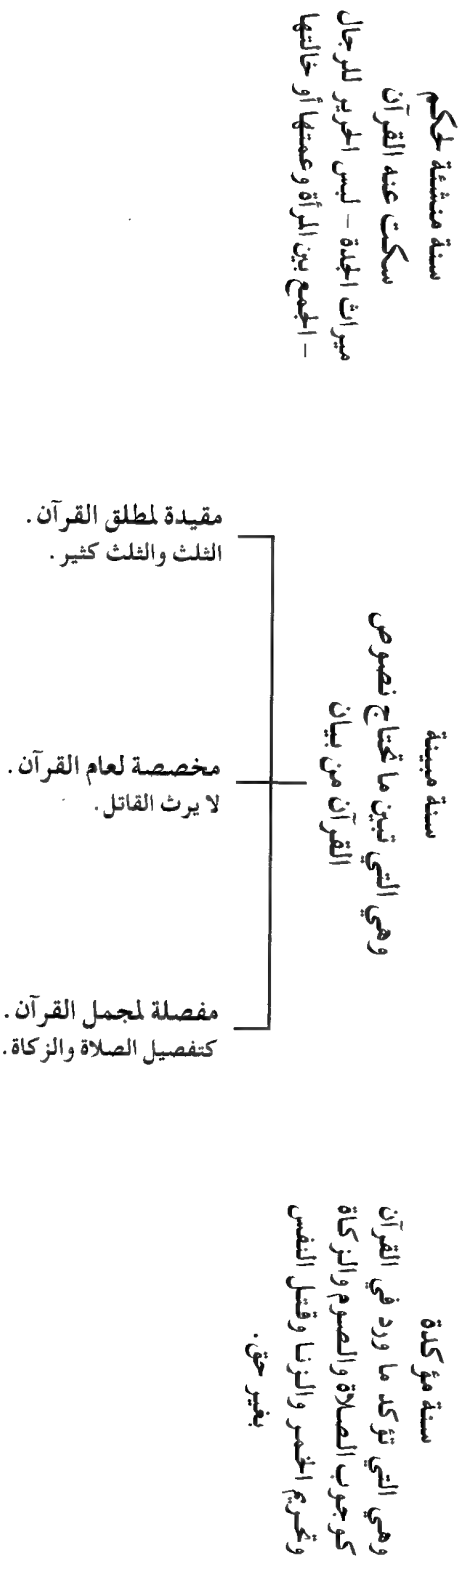 سنة مؤكدة
وهي التي تؤكد ما ورد في القرآن
كوجوب الصلاة والصوم والزكاة
وتحريم الخمر والزنا وقتل النفس
بغير حق.
سنة مبينة
وهي التي تبين ما تحتاج نصوص
القرآن من بيان
مفصلة لمجمل القرآن.
كتفصيل الصلاة والزكاة.
مخصصة لعام القرآن.
لا يرث القاتل.
مقيدة لمطلق القرآن.
الثلث والثلث كثير.
سنة منشئة لحكم
سكت عنه القرآن
ميراث الجدة - لبس الحرير للرجال
- الجمع بين المرأة وعمتها أو خالتها